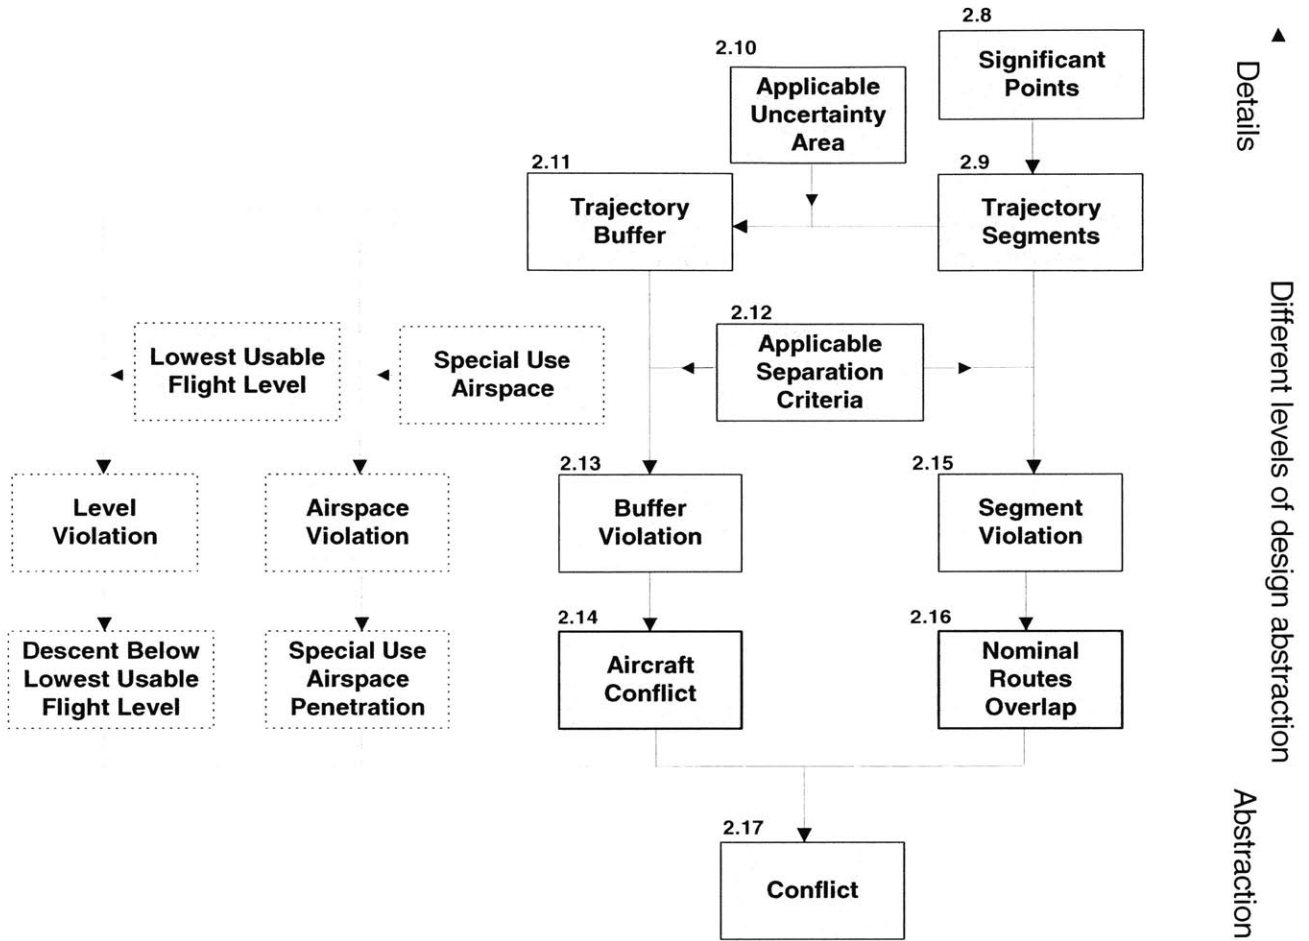 2.8
Significant
Points
2.10
Applicable
Uncertainty
Area
2.11
Trajectory
Buffer
2.9
Trajectory
Segments
2.12
Applicable
Separation
Criteria
Lowest Usable
Flight Level
Special Use
Airspace
Level
Violation
Airspace
Violation
2.13
Buffer
Violation
2.15
Segment
Violation
Descent Below
Lowest Usable
Flight Level
Special Use
Airspace
Penetration
2.14
Aircraft
Conflict
2.16
Nominal
Routes
Overlap
2.17
Conflict
Details
Different levels of design abstraction
Abstraction